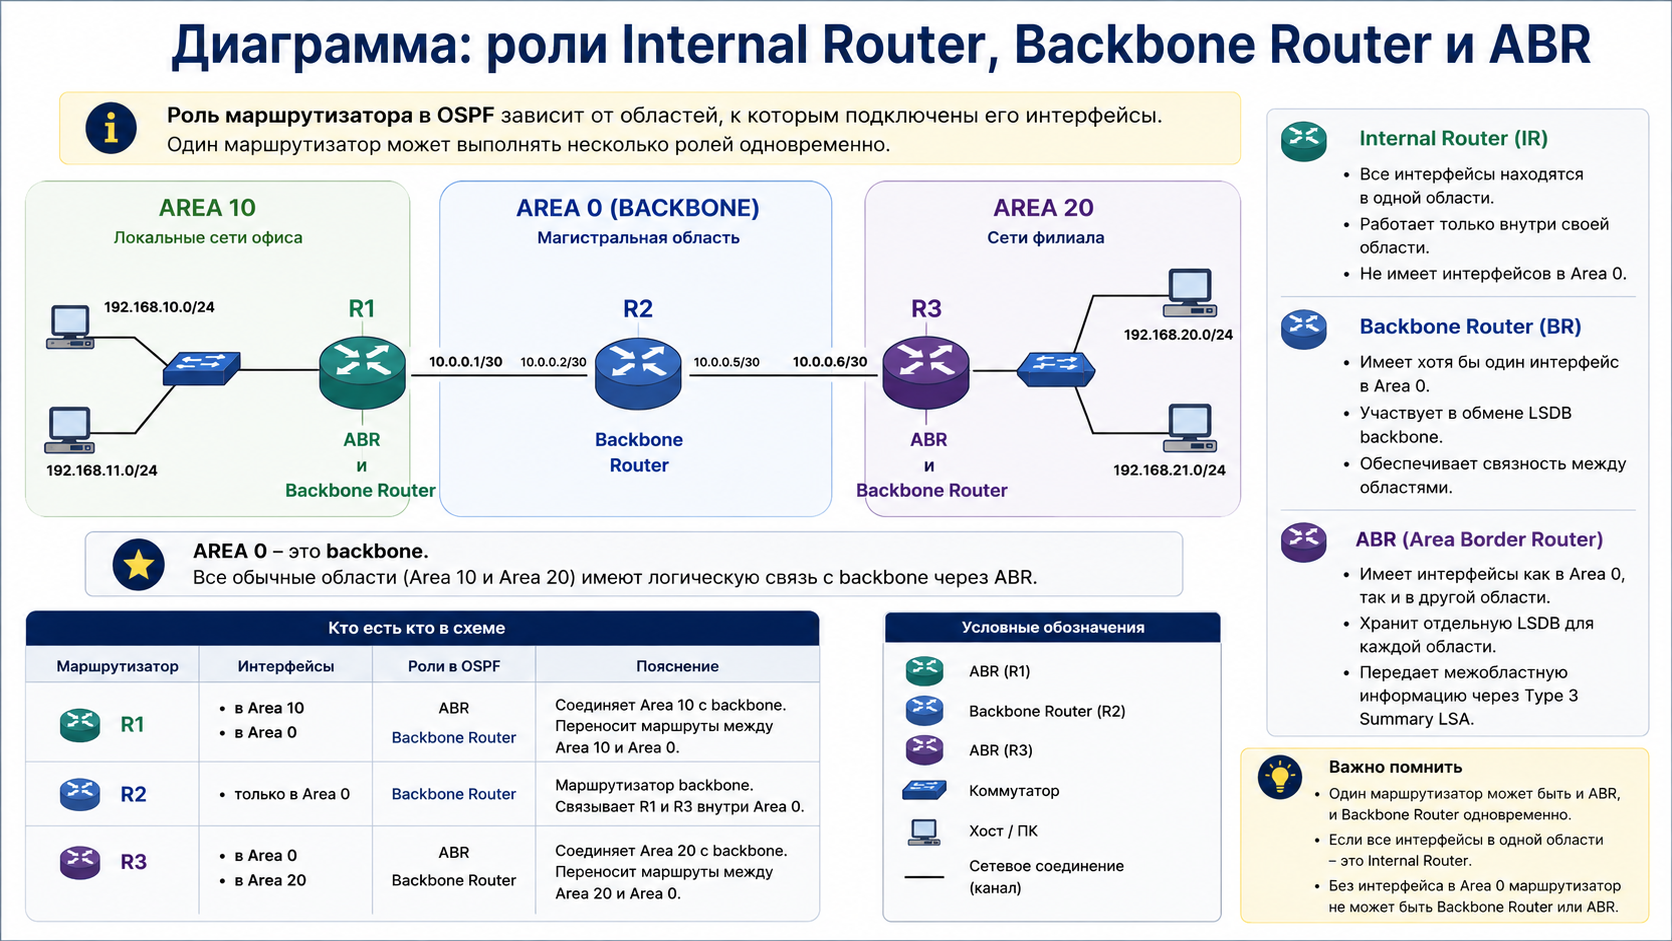 Диаграмма: роли Internal Router, Backbone Router и ABR
Роль маршрутизатора в OSPF зависит от областей, к которым подключены его интерфейсы.
Один маршрутизатор может выполнять несколько ролей одновременно.
AREA 10
Локальные сети офиса
192.168.10.0/24
192.168.11.0/24
R1
ABR
и
Backbone Router
10.0.0.1/30
AREA 0 (BACKBONE)
Магистральная область
10.0.0.2/30
R2
Backbone
Router
10.0.0.5/30
10.0.0.6/30
AREA 20
Сети филиала
R3
ABR
и
Backbone Router
192.168.20.0/24
192.168.21.0/24
AREA 0 – это backbone.
Все обычные области (Area 10 и Area 20) имеют логическую связь с backbone через ABR.
Кто есть кто в схеме
Маршрутизатор Интерфейсы Роли в OSPF Пояснение
R1
• в Area 10
• в Area 0
ABR
Backbone Router
Соединяет Area 10 с backbone.
Переносит маршруты между
Area 10 и Area 0.
R2
• только в Area 0
Backbone Router
Маршрутизатор backbone.
Связывает R1 и R3 внутри Area 0.
R3
• в Area 0
• в Area 20
ABR
Backbone Router
Соединяет Area 20 с backbone.
Переносит маршруты между
Area 20 и Area 0.
Условные обозначения
ABR (R1)
Backbone Router (R2)
ABR (R3)
Коммутатор
Хост / ПК
Сетевое соединение
(канал)
Internal Router (IR)
• Все интерфейсы находятся
в одной области.
• Работает только внутри своей
области.
• Не имеет интерфейсов в Area 0.
Backbone Router (BR)
• Имеет хотя бы один интерфейс
в Area 0.
• Участвует в обмене LSDB
backbone.
• Обеспечивает связность между
областями.
ABR (Area Border Router)
• Имеет интерфейсы как в Area 0,
так и в другой области.
• Хранит отдельную LSDB для
каждой области.
• Передает межобластную
информацию через Type 3
Summary LSA.
Важно помнить
• Один маршрутизатор может быть и ABR,
и Backbone Router одновременно.
• Если все интерфейсы в одной области
– это Internal Router.
• Без интерфейса в Area 0 маршрутизатор
не может быть Backbone Router или ABR.